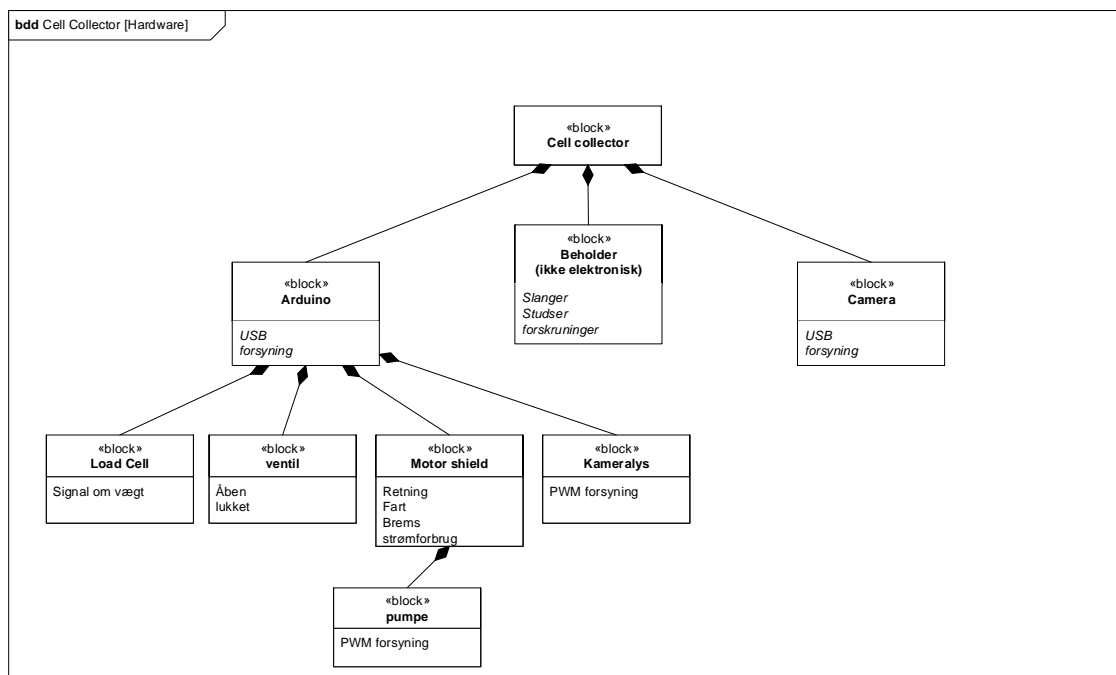 bdd Cell Collector [Hardware]
«block»
Cell collector
«block»
Beholder
(ikke elektronisk)
Slanger
Studser
forskruninger
«block»
Arduino
USB
forsyning
«block»
Camera
USB
forsyning
«block»
Load Cell
Signal om vægt
«block»
ventil
Åben
lukket
«block»
Motor shield
Retning
Fart
Brems
strømforbrug
«block»
Kameralys
PWM forsyning
«block»
pumpe
PWM forsyning